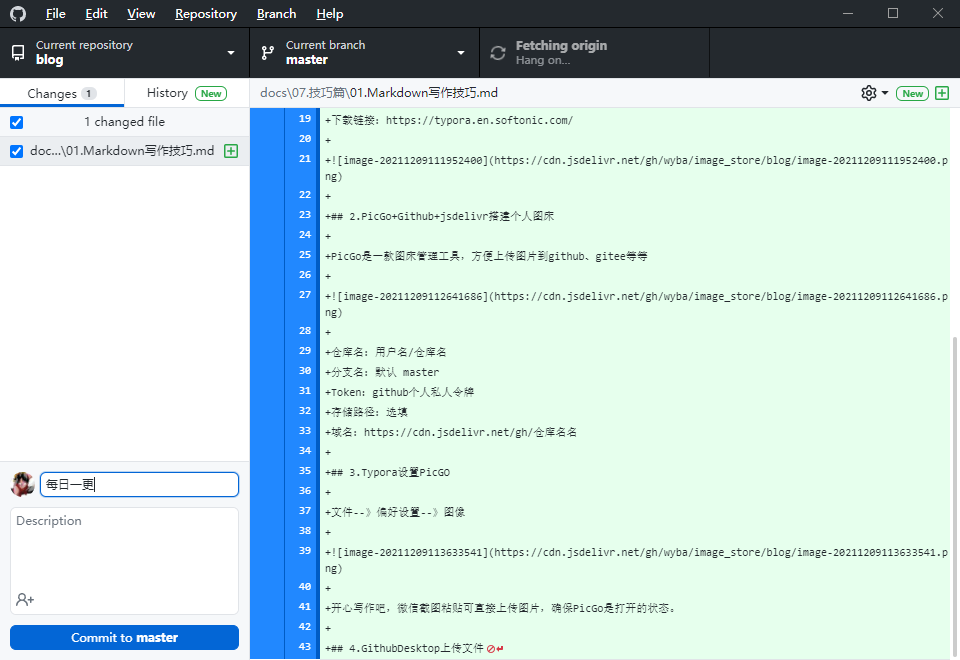 File Edit View Repository Branch Help
Current repository
blog
Current branch
master
Fetching origin
Hang on...
Changes 1
History New
docs\07.技巧篇\01.Markdown写作技巧.md
New
1 changed file
doc...\01.Markdown写作技巧.md
19 +下载链接：https://typora.en.softonic.com/
20 +
21 +![image-20211209111952400](https://cdn.jsdelivr.net/gh/wyba/image_store/blog/image-20211209111952400.p
ng)
22 +
23 +## 2.PicGo+Github+jsdelivr搭建个人图床
24 +
25 +PicGo是一款图床管理工具，方便上传图片到github、gitee等等
26 +
27 +![image-20211209112641686](https://cdn.jsdelivr.net/gh/wyba/image_store/blog/image-20211209112641686.p
ng)
28 +
29 +仓库名：用户名/仓库名
30 +分支名：默认 master
31 +Token：github个人私人令牌
32 +存储路径：选填
33 +域名：https://cdn.jsdelivr.net/gh/仓库名名
34 +
35 +## 3.Typora设置PicGO
36 +
37 +文件--》偏好设置--》图像
38 +
39 +![image-20211209113633541](https://cdn.jsdelivr.net/gh/wyba/image_store/blog/image-20211209113633541.p
ng)
40 +
41 +开心写作吧，微信截图粘贴可直接上传图片，确保PicGo是打开的状态。
42 +
43 +## 4.GithubDesktop上传文件
每日一更
Description
Commit to master